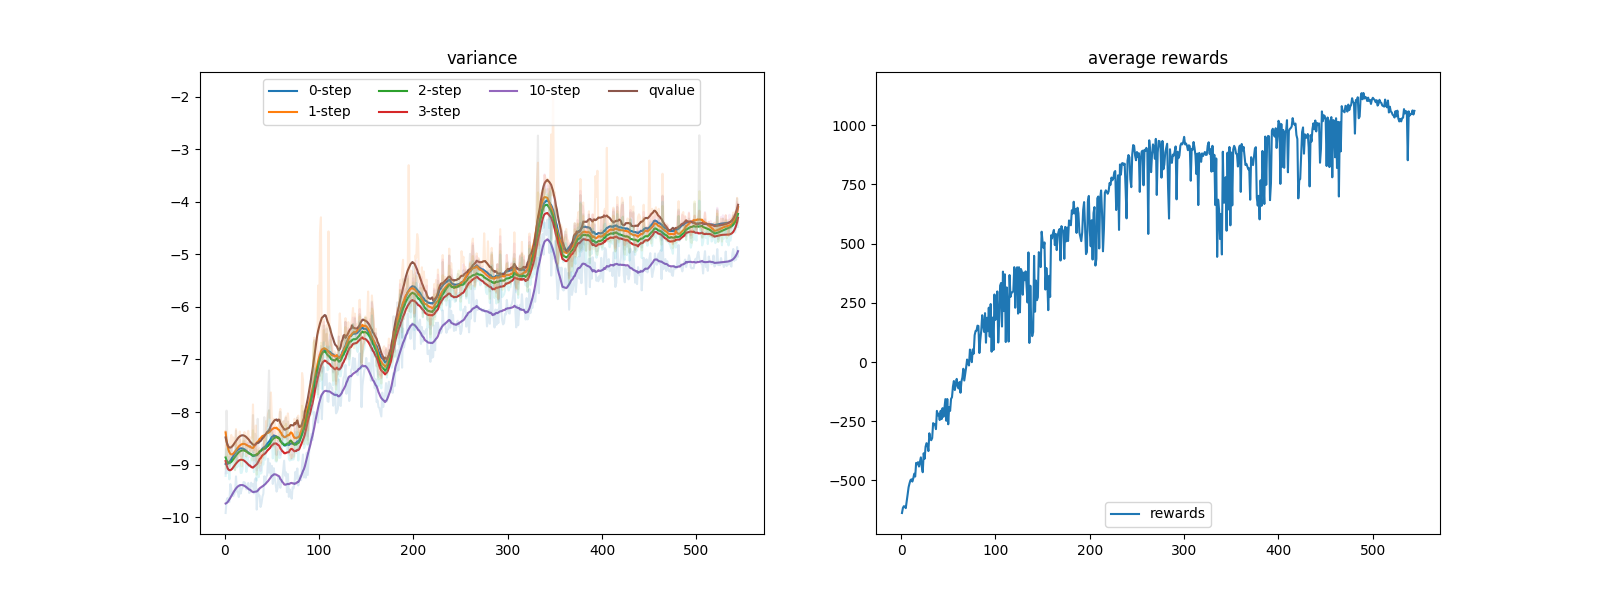 variance
0-step 2-step 10-step qvalue
1-step 3-step
−2
−3
−4
−5
−6
−7
−8
−9
−10
0 100 200 300 400 500
average rewards
1000
750
500
250
0
−250
−500
rewards
0 100 200 300 400 500